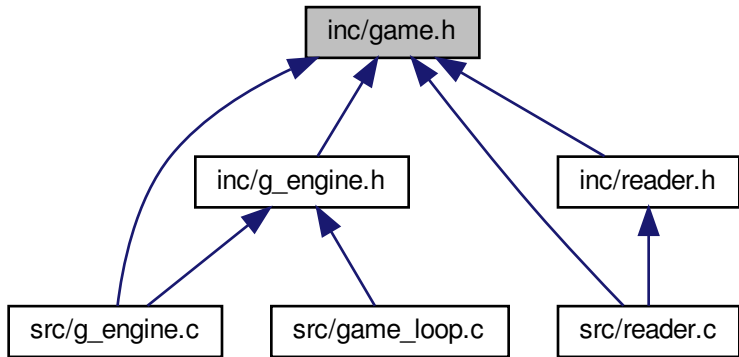 inc/game.h
inc/g_engine.h
inc/reader.h
src/g_engine.c
src/game_loop.c
src/reader.c